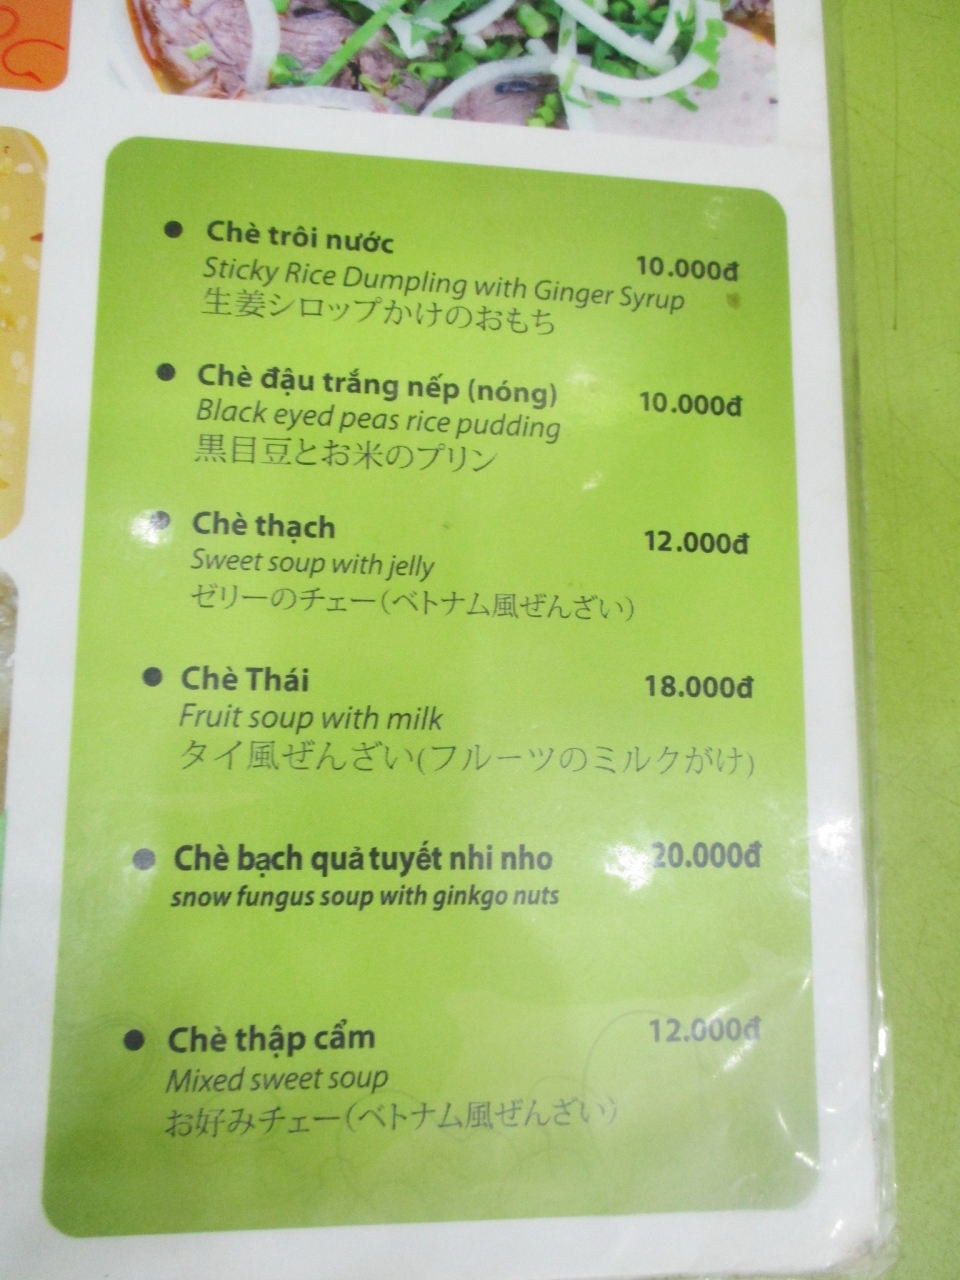 Chè trôi nước
10.000đ
Sticky Rice Dumpling with Ginger Syrup
生姜シロップかけのおもち
Chè đậu trắng nếp (nóng)
10.000đ
Black eyed peas rice pudding
黒目豆とお米のプリン
Chè thạch
12.000đ
Sweet soup with jelly
ゼリーのチェー(ベトナム風ぜんざい)
Chè Thái
18.000đ
Fruit soup with milk
タイ風ぜんざい(フルーツのミルクがけ)
Chè bạch quả tuyết nhi nho
20.000đ
snow fungus soup with ginkgo nuts
Chè thập cẩm
12.000đ
Mixed sweet soup
お好みチェー(ベトナム風ぜんざい)